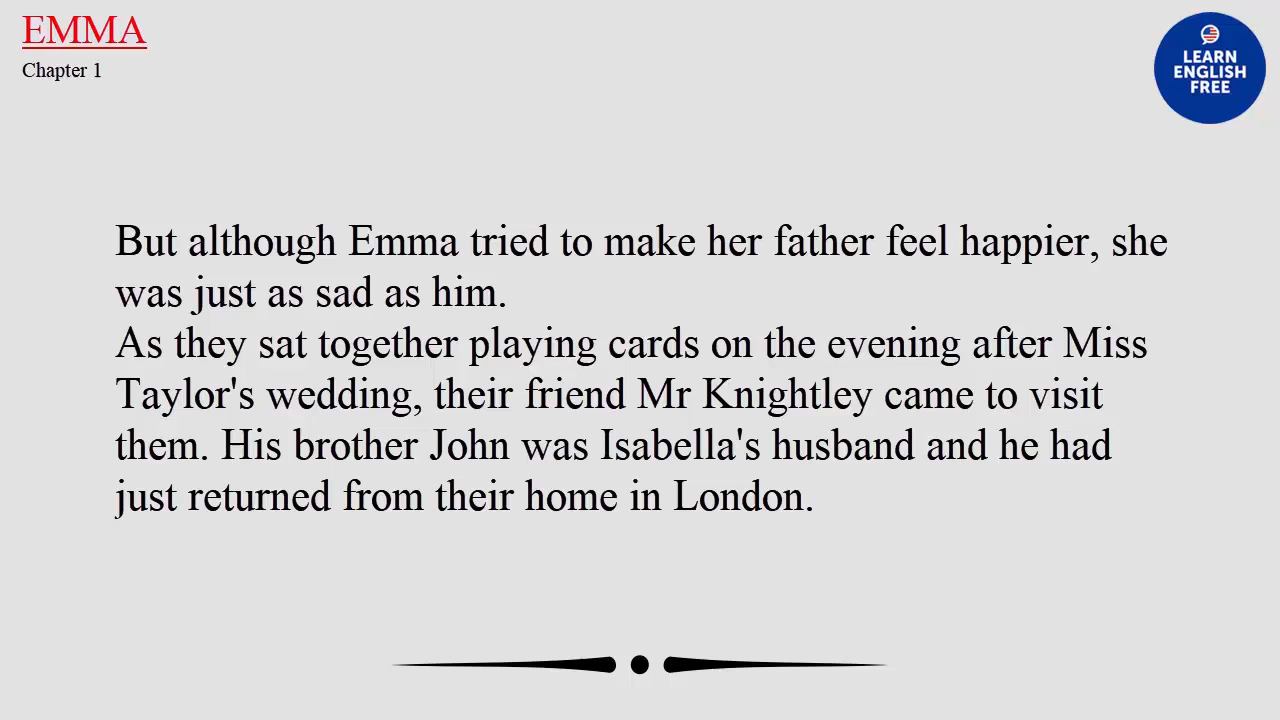 EMMA
Chapter 1
LEARN
ENGLISH
FREE
But although Emma tried to make her father feel happier, she
was just as sad as him.
As they sat together playing cards on the evening after Miss
Taylor's wedding, their friend Mr Knightley came to visit
them. His brother John was Isabella's husband and he had
just returned from their home in London.